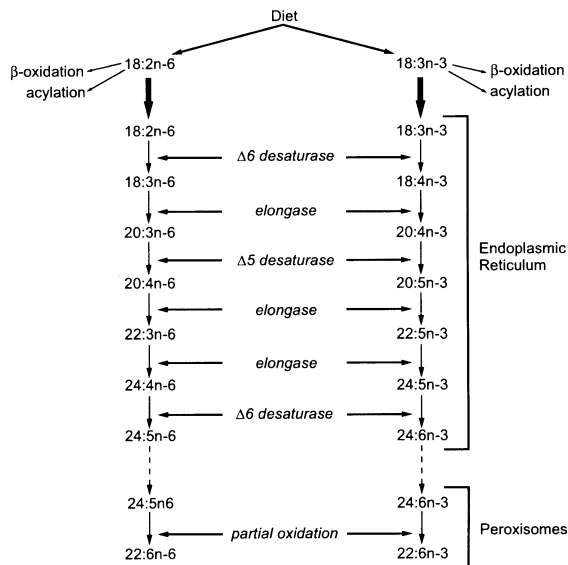 Diet
β-oxidation 18:2n-6 18:3n-3 β-oxidation
acylation acylation
18:2n-6 18:3n-3
Δ6 desaturase
18:3n-6 18:4n-3
elongase
20:3n-6 20:4n-3
Δ5 desaturase
Endoplasmic
Reticulum
20:4n-6 20:5n-3
elongase
22:3n-6 22:5n-3
elongase
24:4n-6 24:5n-3
Δ6 desaturase
24:5n-6 24:6n-3
24:5n6 24:6n-3
partial oxidation
Peroxisomes
22:6n-6 22:6n-3